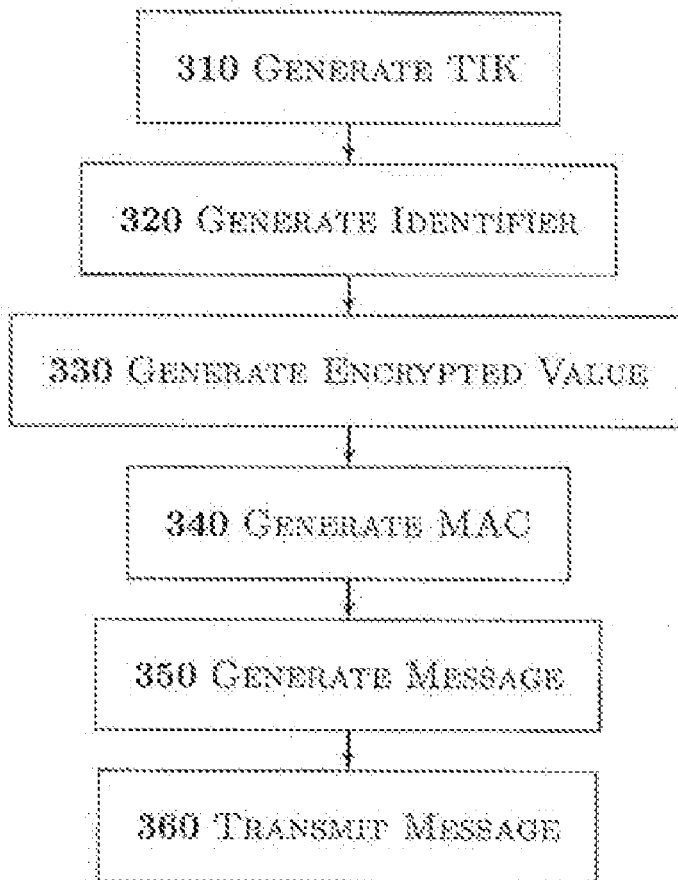 310 GENERATE TIK
320 GENERATE IDENTIFIER
330 GENERATE ENCRYPTED VALUE
340 GENERATE MAC
350 GENERATE MESSAGE
360 TRANSMIT MESSAGE